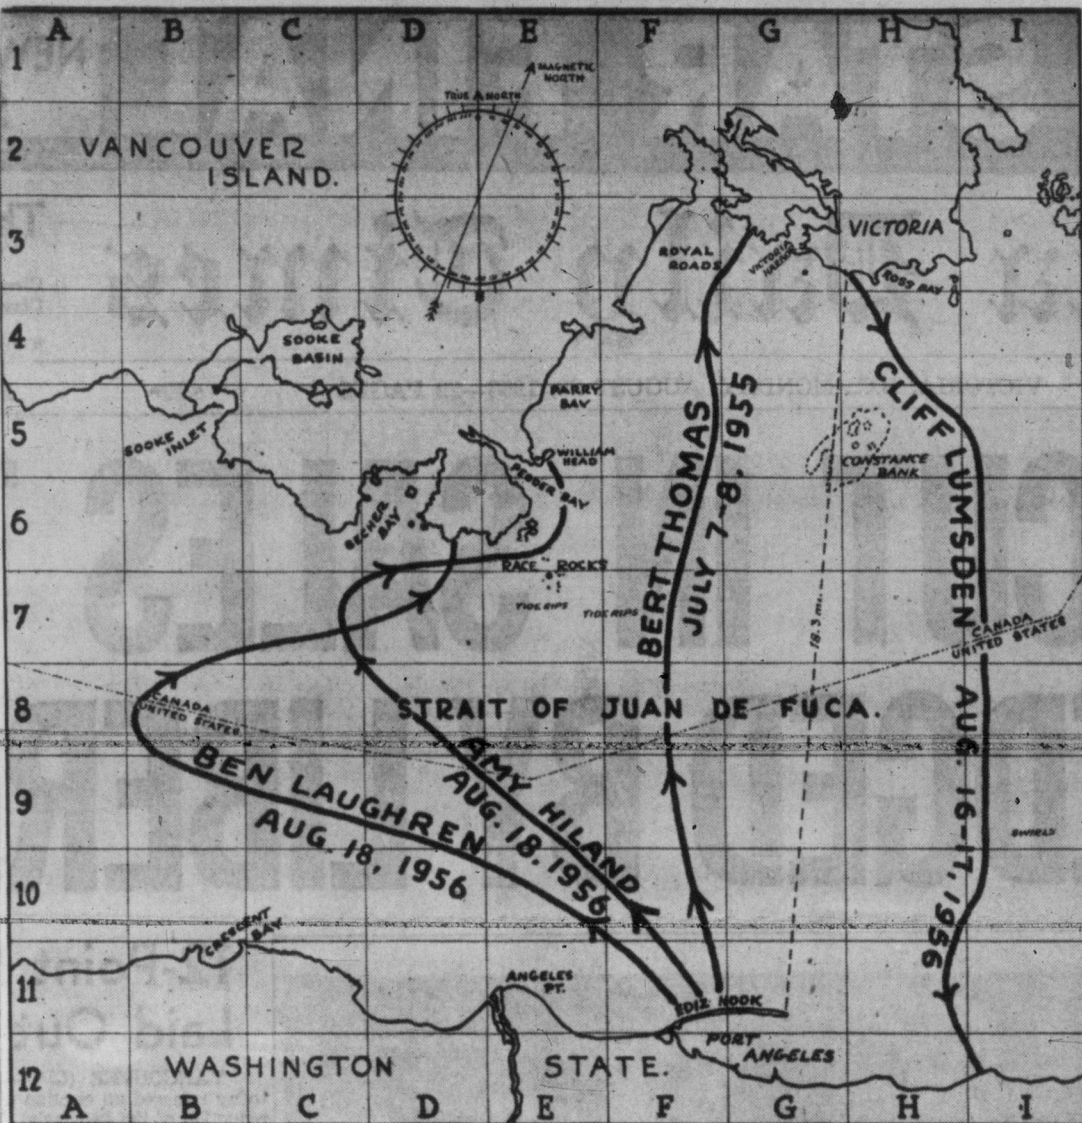 A B C D E F G H I
1
MAGNETIC
NORTH
TRUE NORTH
2
VANCOUVER
ISLAND.
3
ROYAL
ROADS
VICTORIA
HARBOR
VICTORIA
ROSS BAY
4
SOOKE
BASIN
PARRY
BAY
5
SOOKE
INLET
WILLIAM
HEAD
PEDDER BAY
CONSTANCE
BANK
6
BECHER
BAY
RACE ROCKS
7
TIDE RIPS
TIDE RIPS
BERT THOMAS
JULY 7-8, 1955
18.3 m.
CLIFF LUMSDEN AUG. 16-17, 1956
CANADA
UNITED STATES
8
CANADA
UNITED STATES
STRAIT OF JUAN DE FUCA.
9
BEN LAUGHREN
AUG. 18, 1956
AMY HILAND
AUG. 18, 1956
SWIRLS
10
CRESCENT
BAY
11
ANGELES
PT.
EDIZ HOOK
PORT
ANGELES
12
WASHINGTON STATE.
A B C D E F G H I